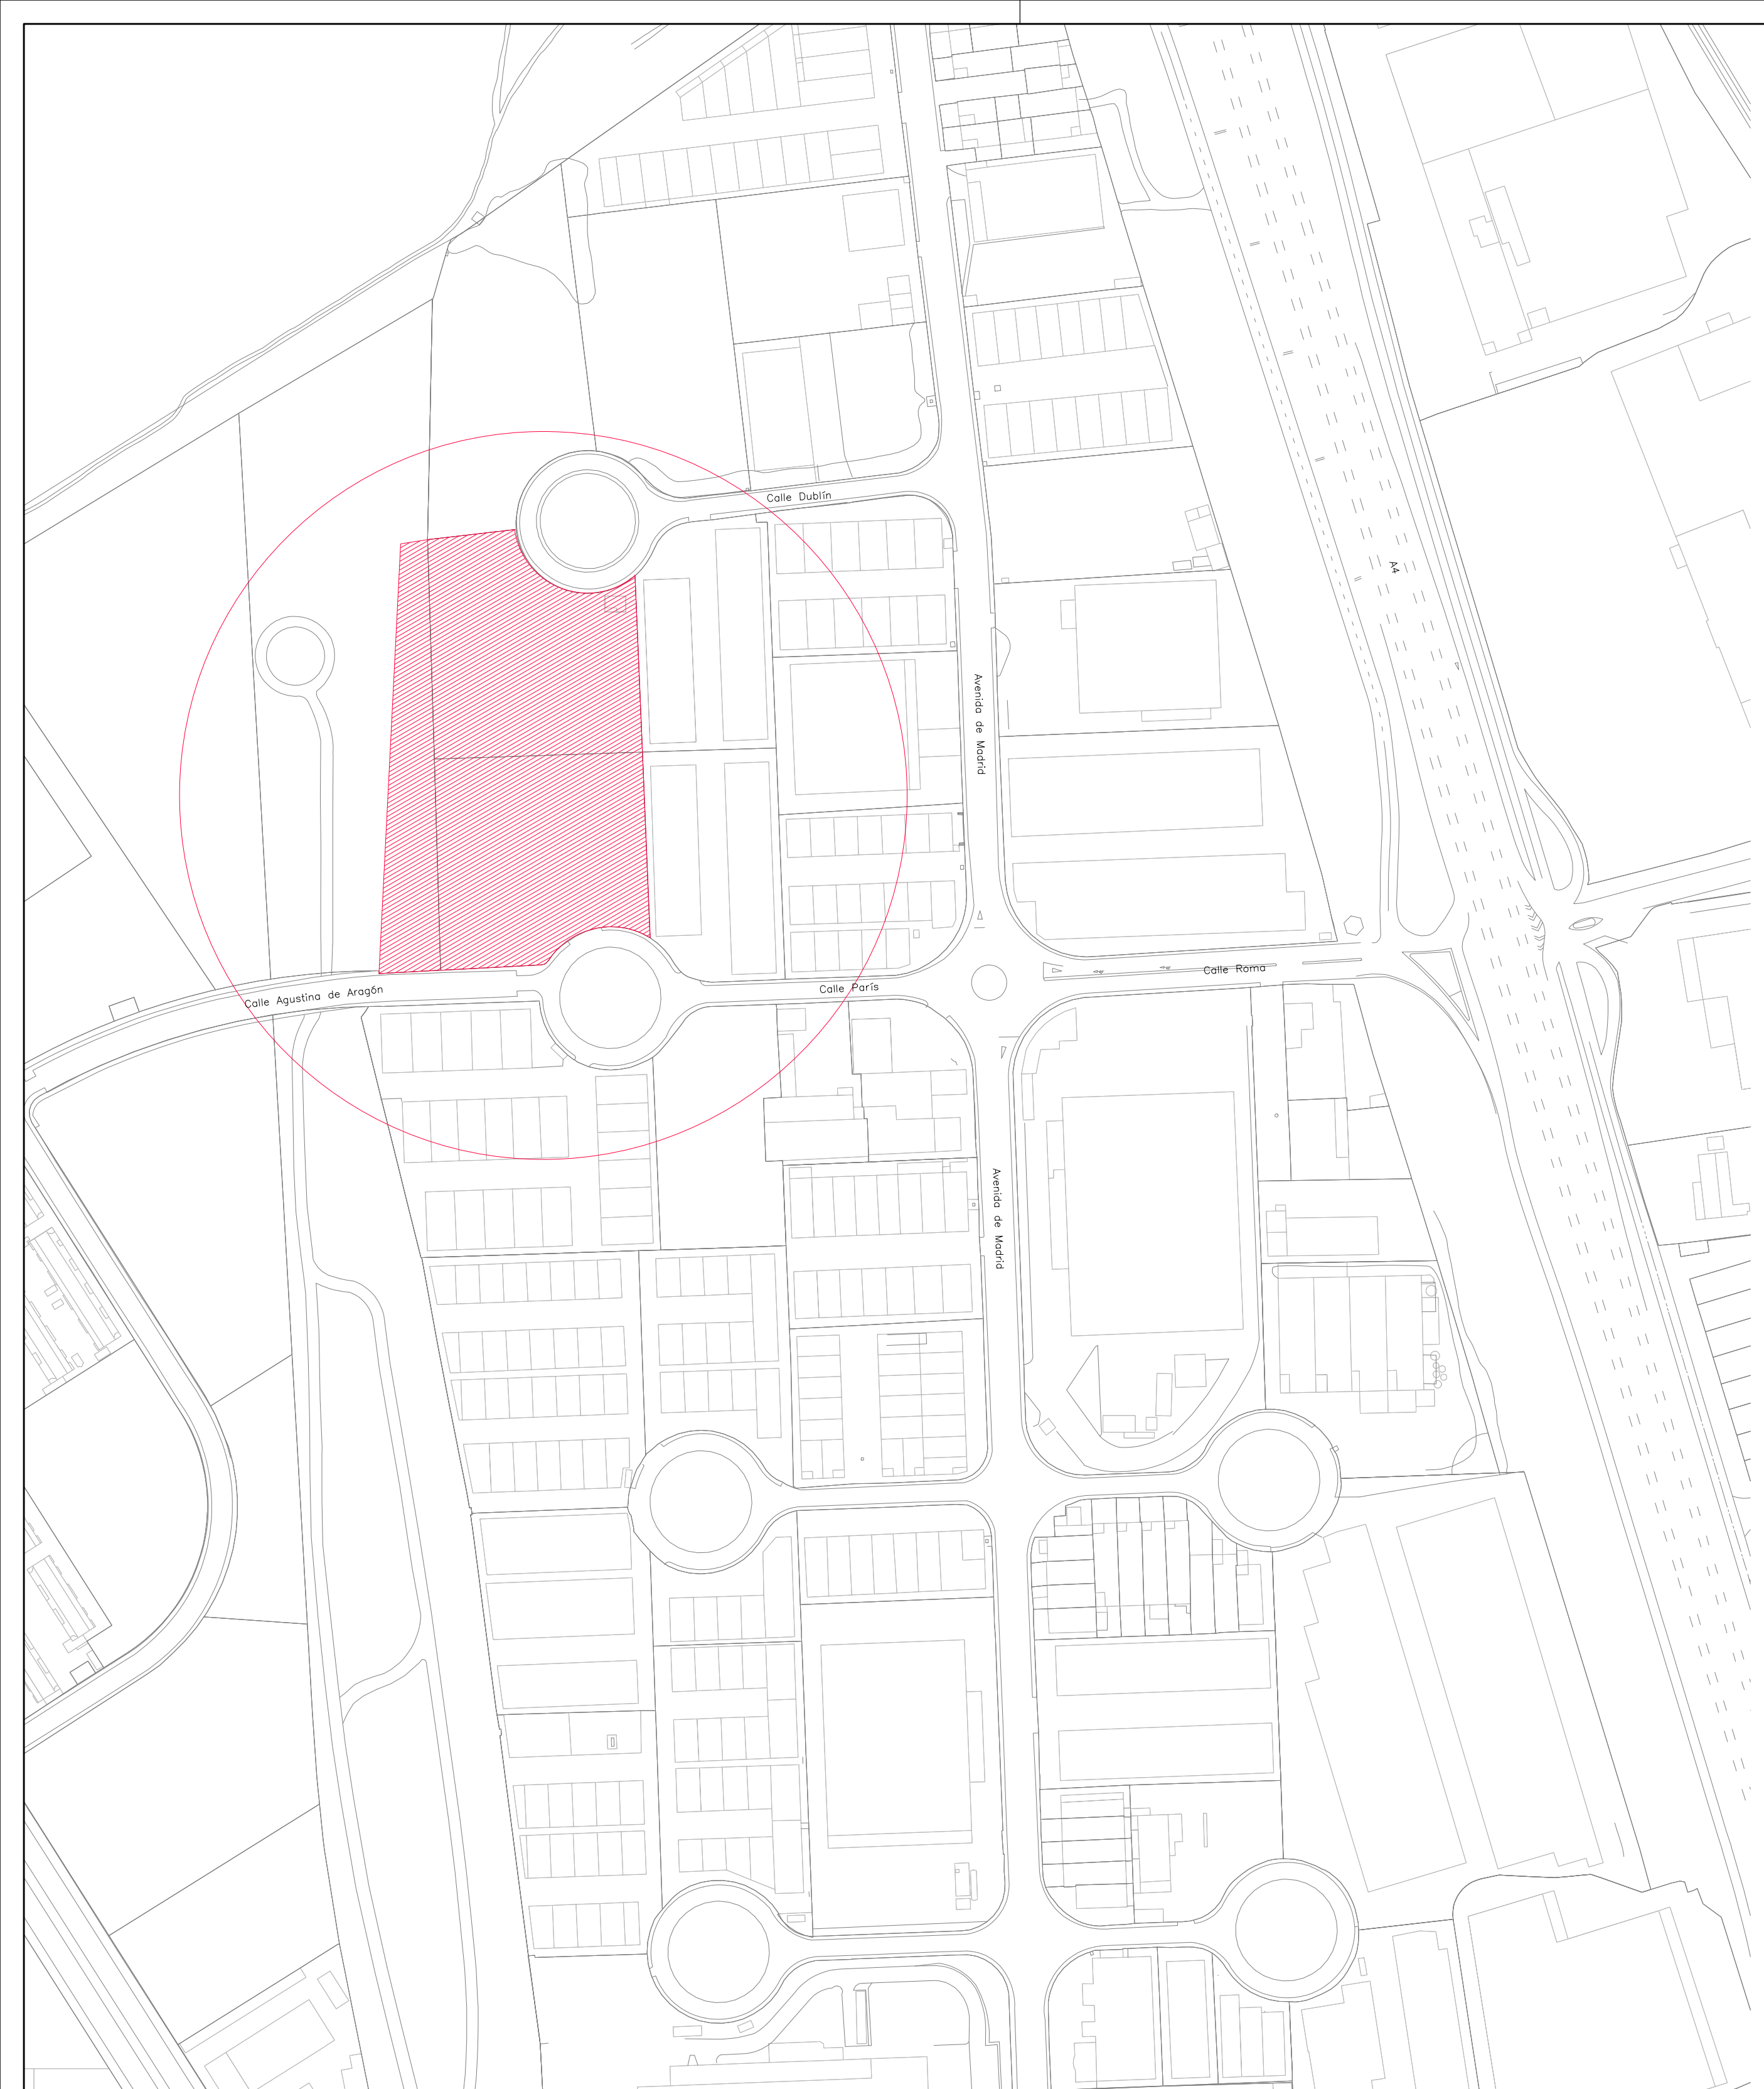 Calle Dublín
A4
Avenida de Madrid
Calle Roma
Calle París
Calle Agustina de Aragón
Avenida de Madrid